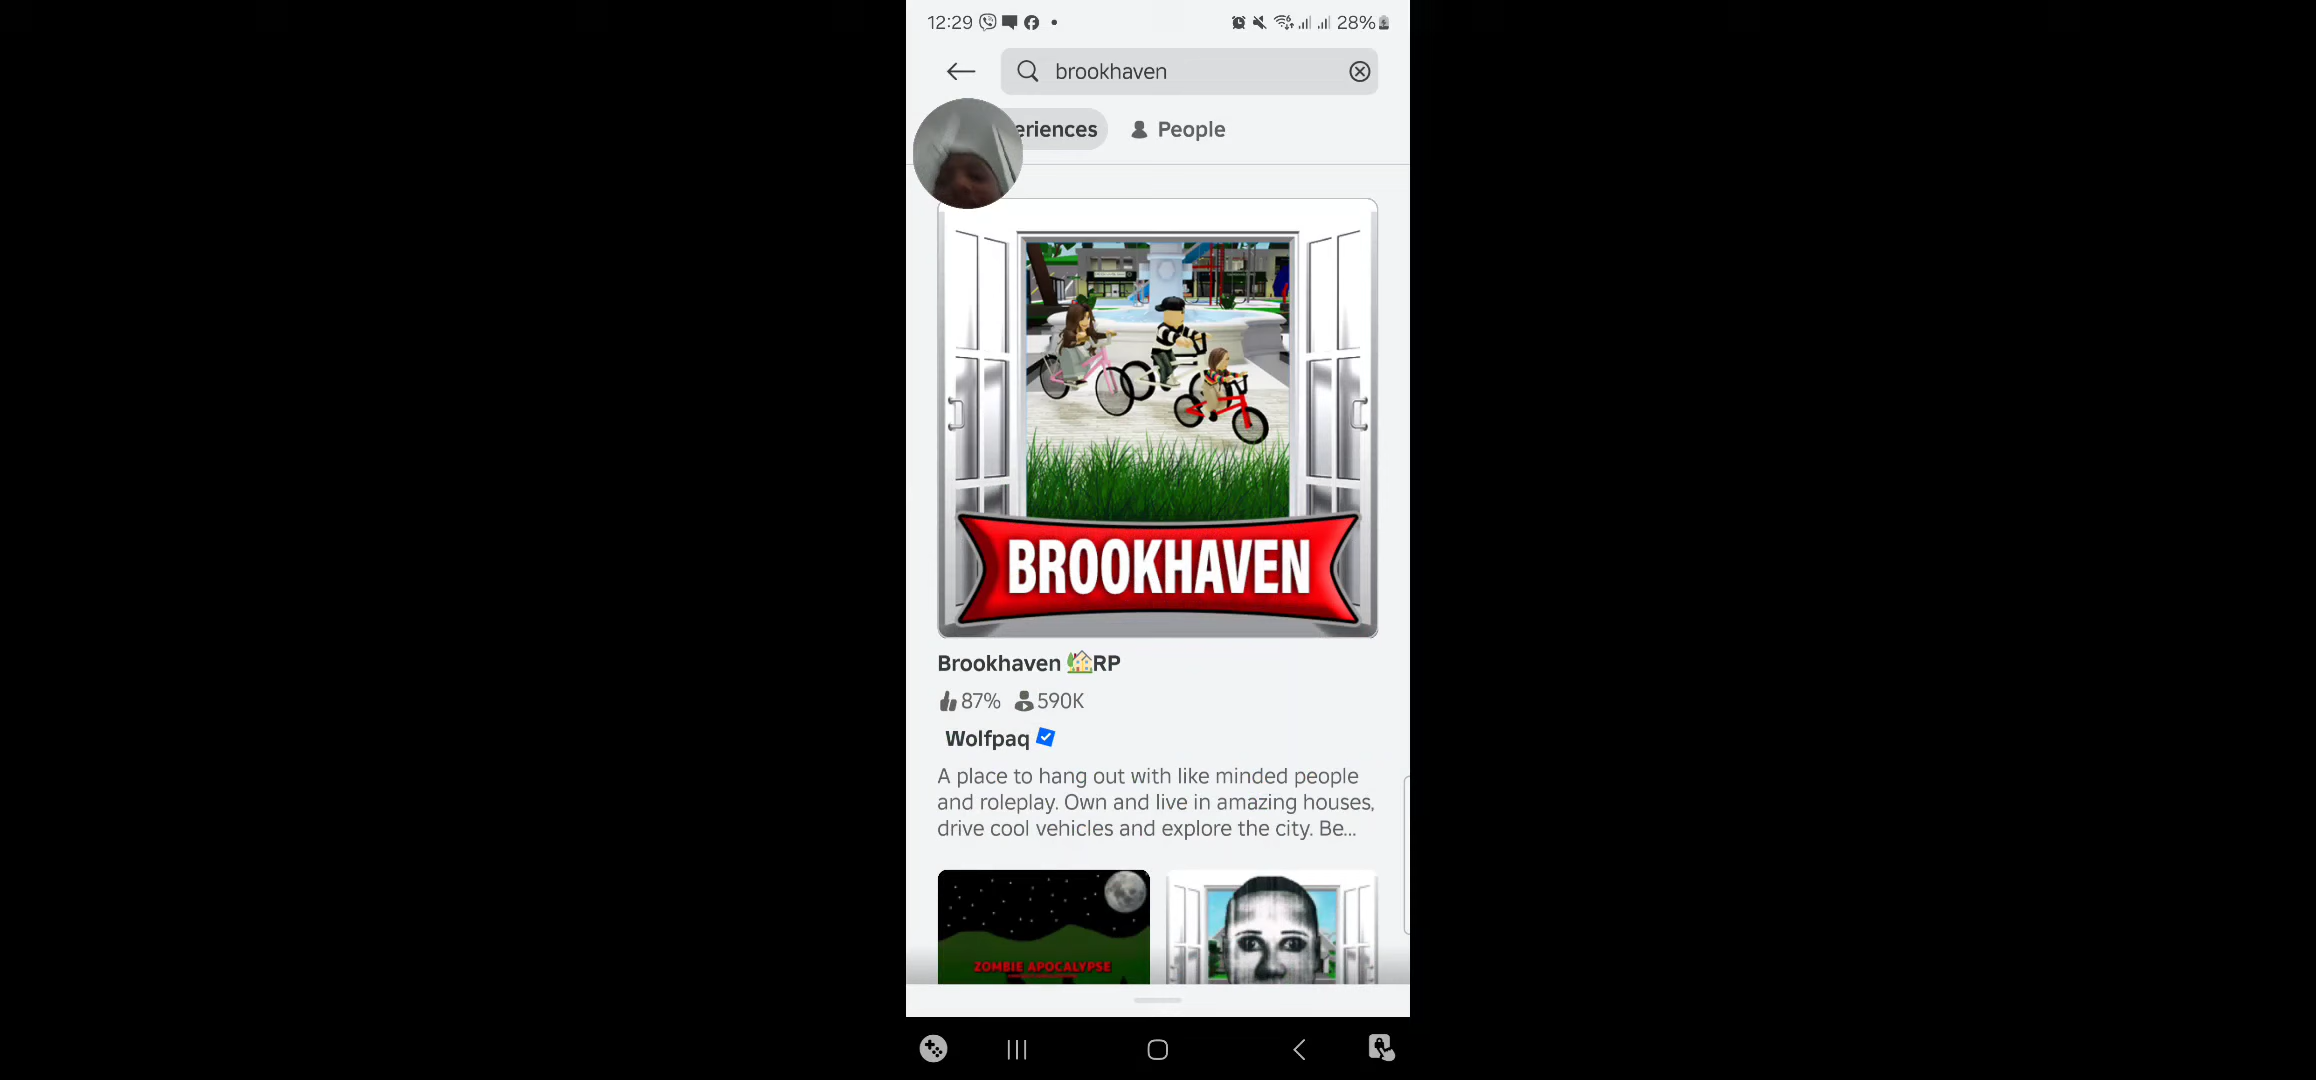 12:29
28%
brookhaven
eriences
People
BROOKHAVEN
Brookhaven RP
87% 590K
Wolfpaq
A place to hang out with like minded people
and roleplay. Own and live in amazing houses,
drive cool vehicles and explore the city. Be...
ZOMBIE APOCALYPSE